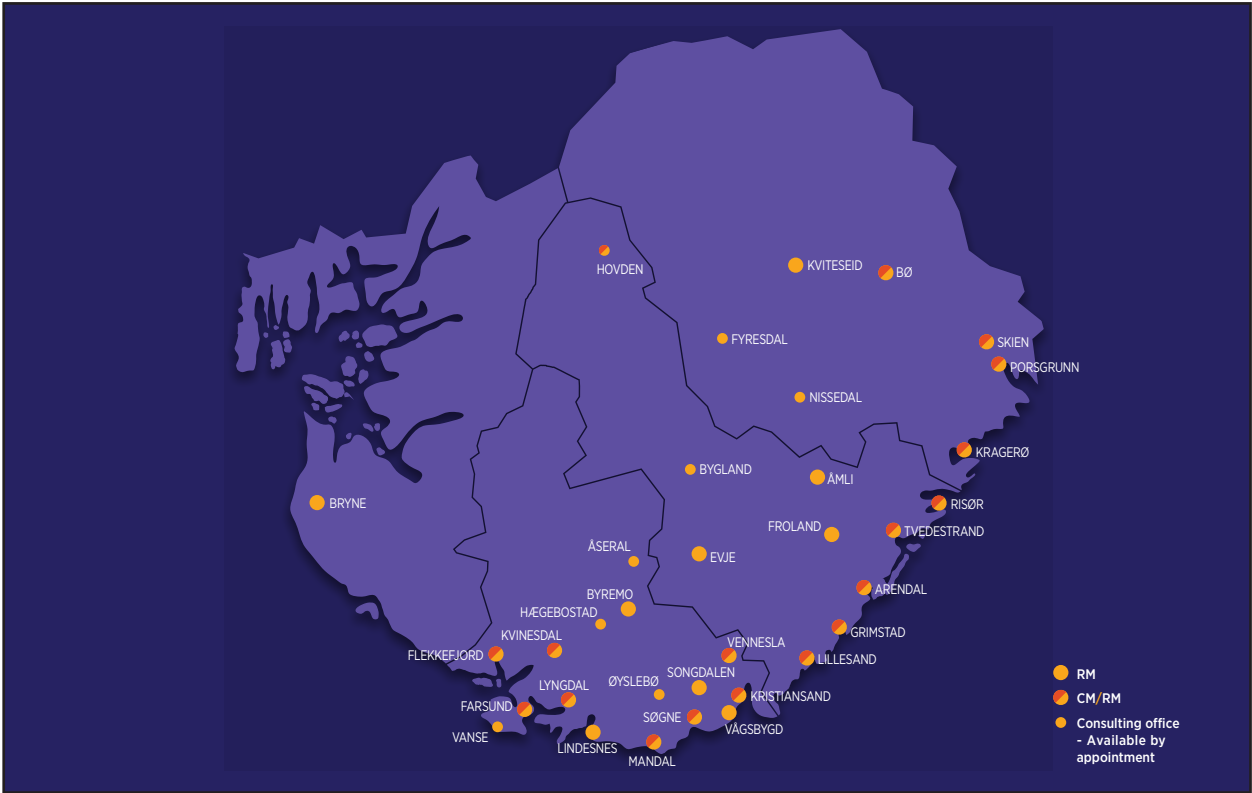 HOVDEN
KVITESEID
BØ
FYRESDAL
SKIEN
PORSGRUNN
NISSEDAL
KRAGERØ
BYGLAND
ÅMLI
BRYNE
RISØR
FROLAND
TVEDESTRAND
ÅSERAL
EVJE
ARENDAL
BYREMO
HÆGEBOSTAD
GRIMSTAD
KVINESDAL
VENNESLA
FLEKKEFJORD
LILLESAND
SONGDALEN
ØYSLEBØ
LYNGDAL
KRISTIANSAND
FARSUND
SØGNE
VÅGSBYGD
VANSE
LINDESNES
MANDAL
RM
CM/RM
Consulting office
- Available by
appointment